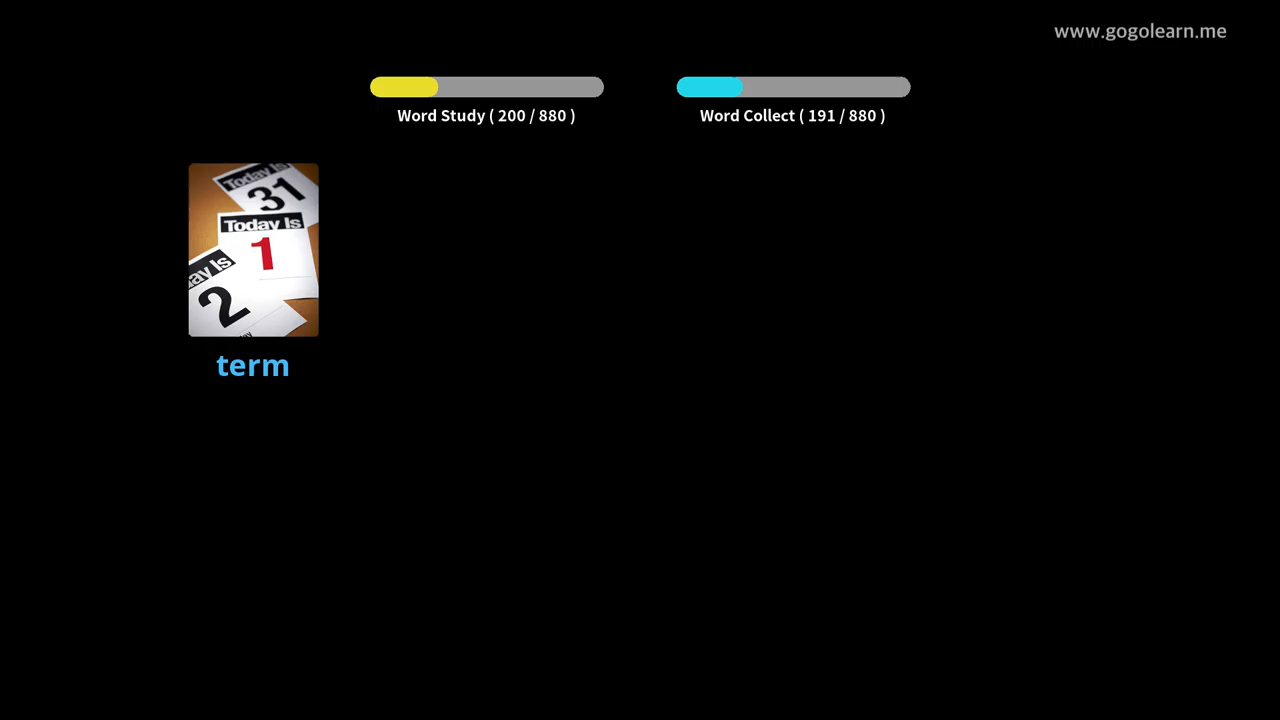 www.gogolearn.me
Word Study ( 200 / 880 )
Word Collect ( 191 / 880 )
Today Is
31
Today Is
1
ay Is
2
term